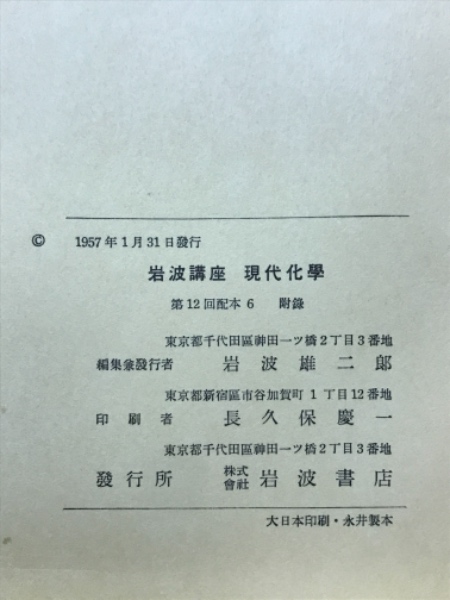 © 1957年1月31日發行
岩波講座 現代化學
第12回配本 6 附錄
東京都千代田區神田一ツ橋2丁目3番地
編集兼發行者 岩波雄二郎
東京都新宿區市谷加賀町1丁目12番地
印刷者 長久保慶一
東京都千代田區神田一ツ橋2丁目3番地
發行所 株式會社 岩波書店
大日本印刷・永井製本